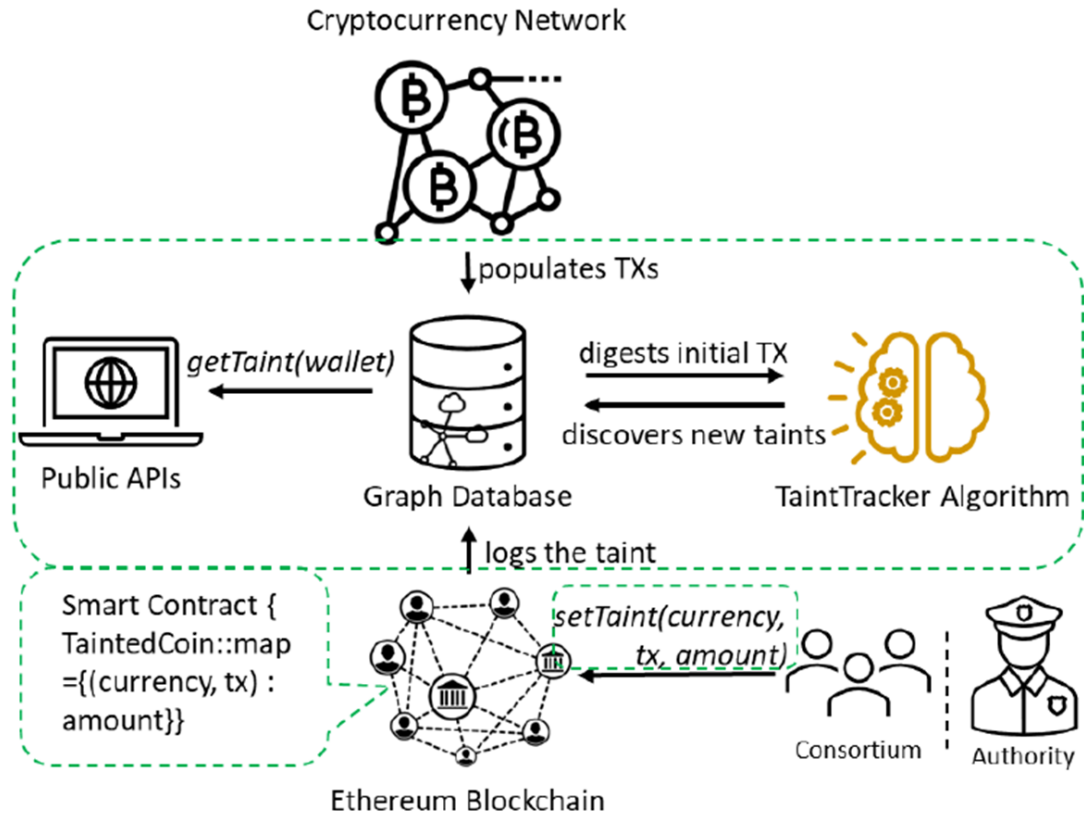 Cryptocurrency Network
populates TXs
getTaint(wallet)
digests initial TX
discovers new taints
Public APIs
Graph Database
TaintTracker Algorithm
logs the taint
Smart Contract {
TaintedCoin::map
={(currency, tx) :
amount}}
setTaint(currency,
tx, amount)
Consortium
Authority
Ethereum Blockchain